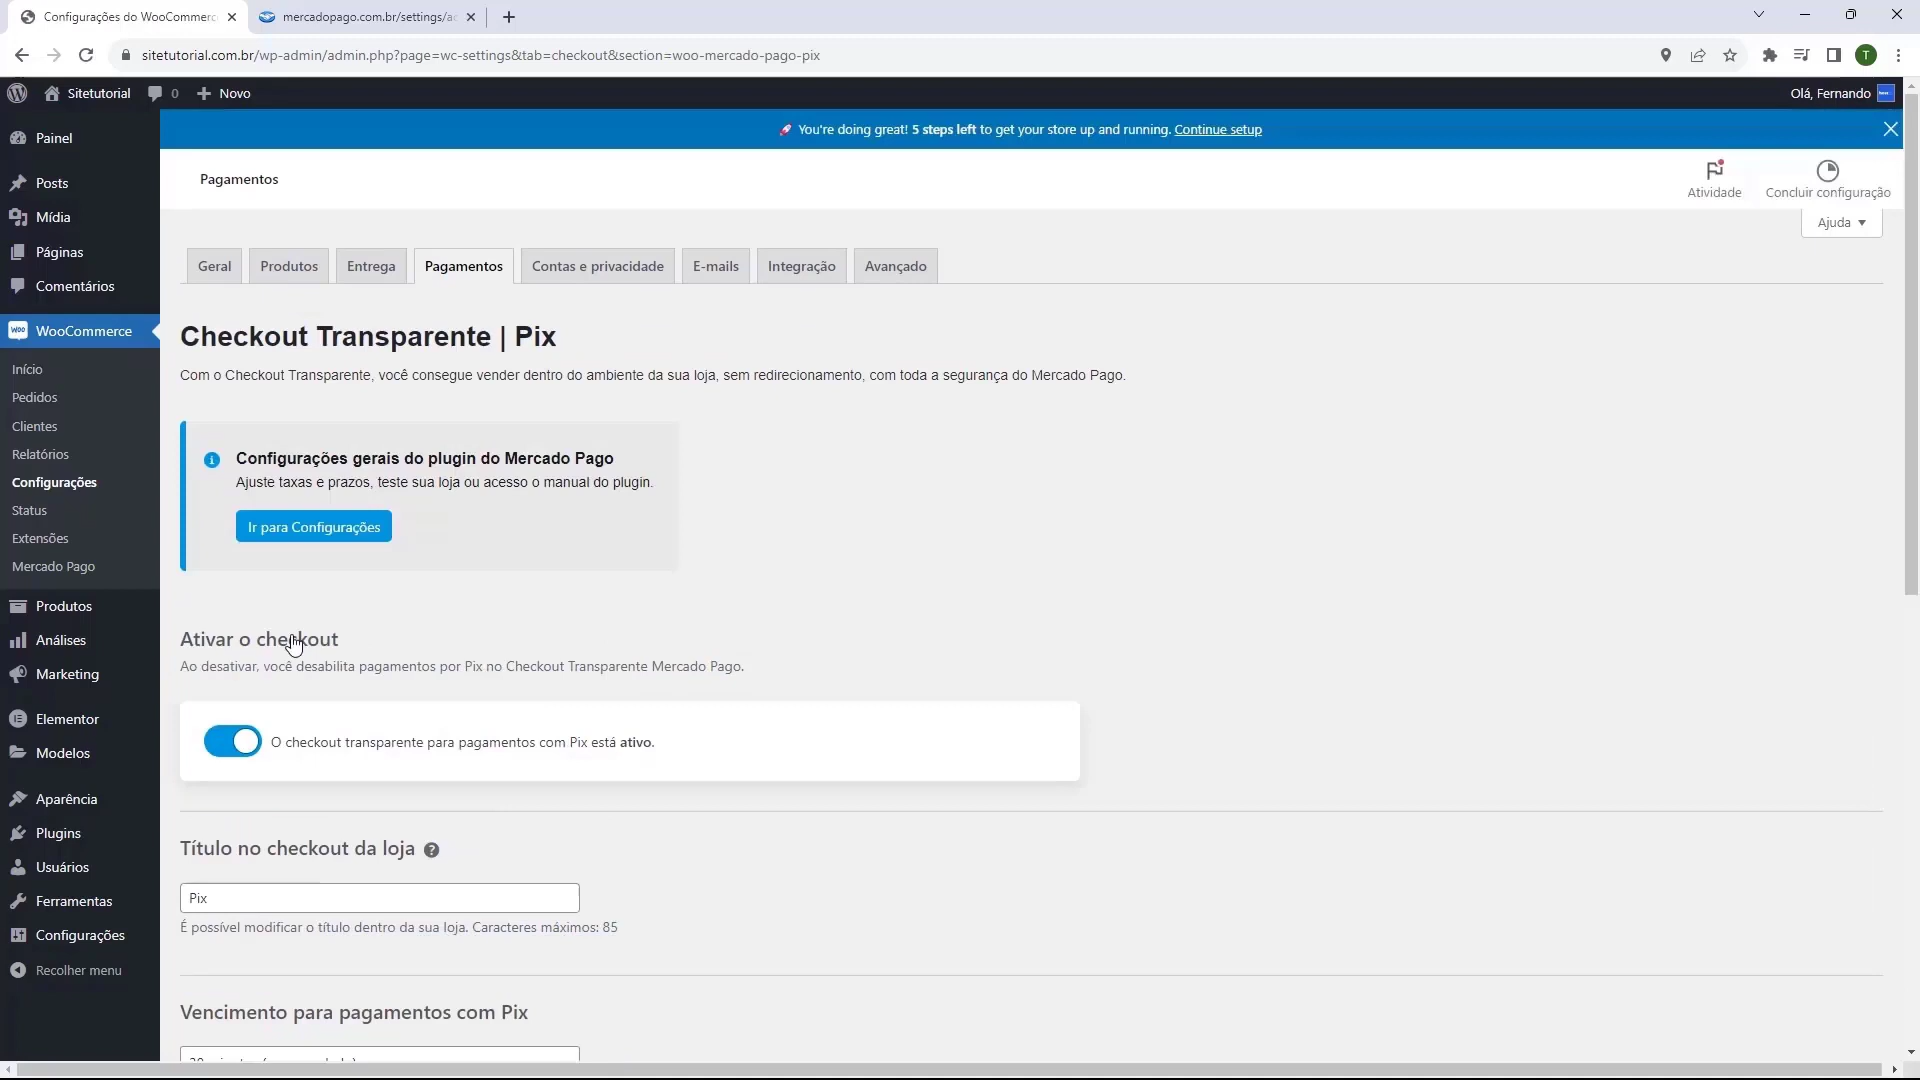 Configurações do WooCommerc
mercadopago.com.br/settings/ac
sitetutorial.com.br/wp-admin/admin.php?page=wc-settings&tab=checkout&section=woo-mercado-pago-pix
T
Sitetutorial
0
Novo
Olá, Fernando
Painel
Posts
Mídia
Páginas
Comentários
WooCommerce
Início
Pedidos
Clientes
Relatórios
Configurações
Status
Extensões
Mercado Pago
Produtos
Análises
Marketing
Elementor
Modelos
Aparência
Plugins
Usuários
Ferramentas
Configurações
Recolher menu
🚀 You're doing great! 5 steps left to get your store up and running. Continue setup
Pagamentos
Atividade
Concluir configuração
Ajuda
Geral
Produtos
Entrega
Pagamentos
Contas e privacidade
E-mails
Integração
Avançado
Checkout Transparente | Pix
Com o Checkout Transparente, você consegue vender dentro do ambiente da sua loja, sem redirecionamento, com toda a segurança do Mercado Pago.
Configurações gerais do plugin do Mercado Pago
Ajuste taxas e prazos, teste sua loja ou acesso o manual do plugin.
Ir para Configurações
Ativar o checkout
Ao desativar, você desabilita pagamentos por Pix no Checkout Transparente Mercado Pago.
O checkout transparente para pagamentos com Pix está ativo.
Título no checkout da loja
Pix
É possível modificar o título dentro da sua loja. Caracteres máximos: 85
Vencimento para pagamentos com Pix